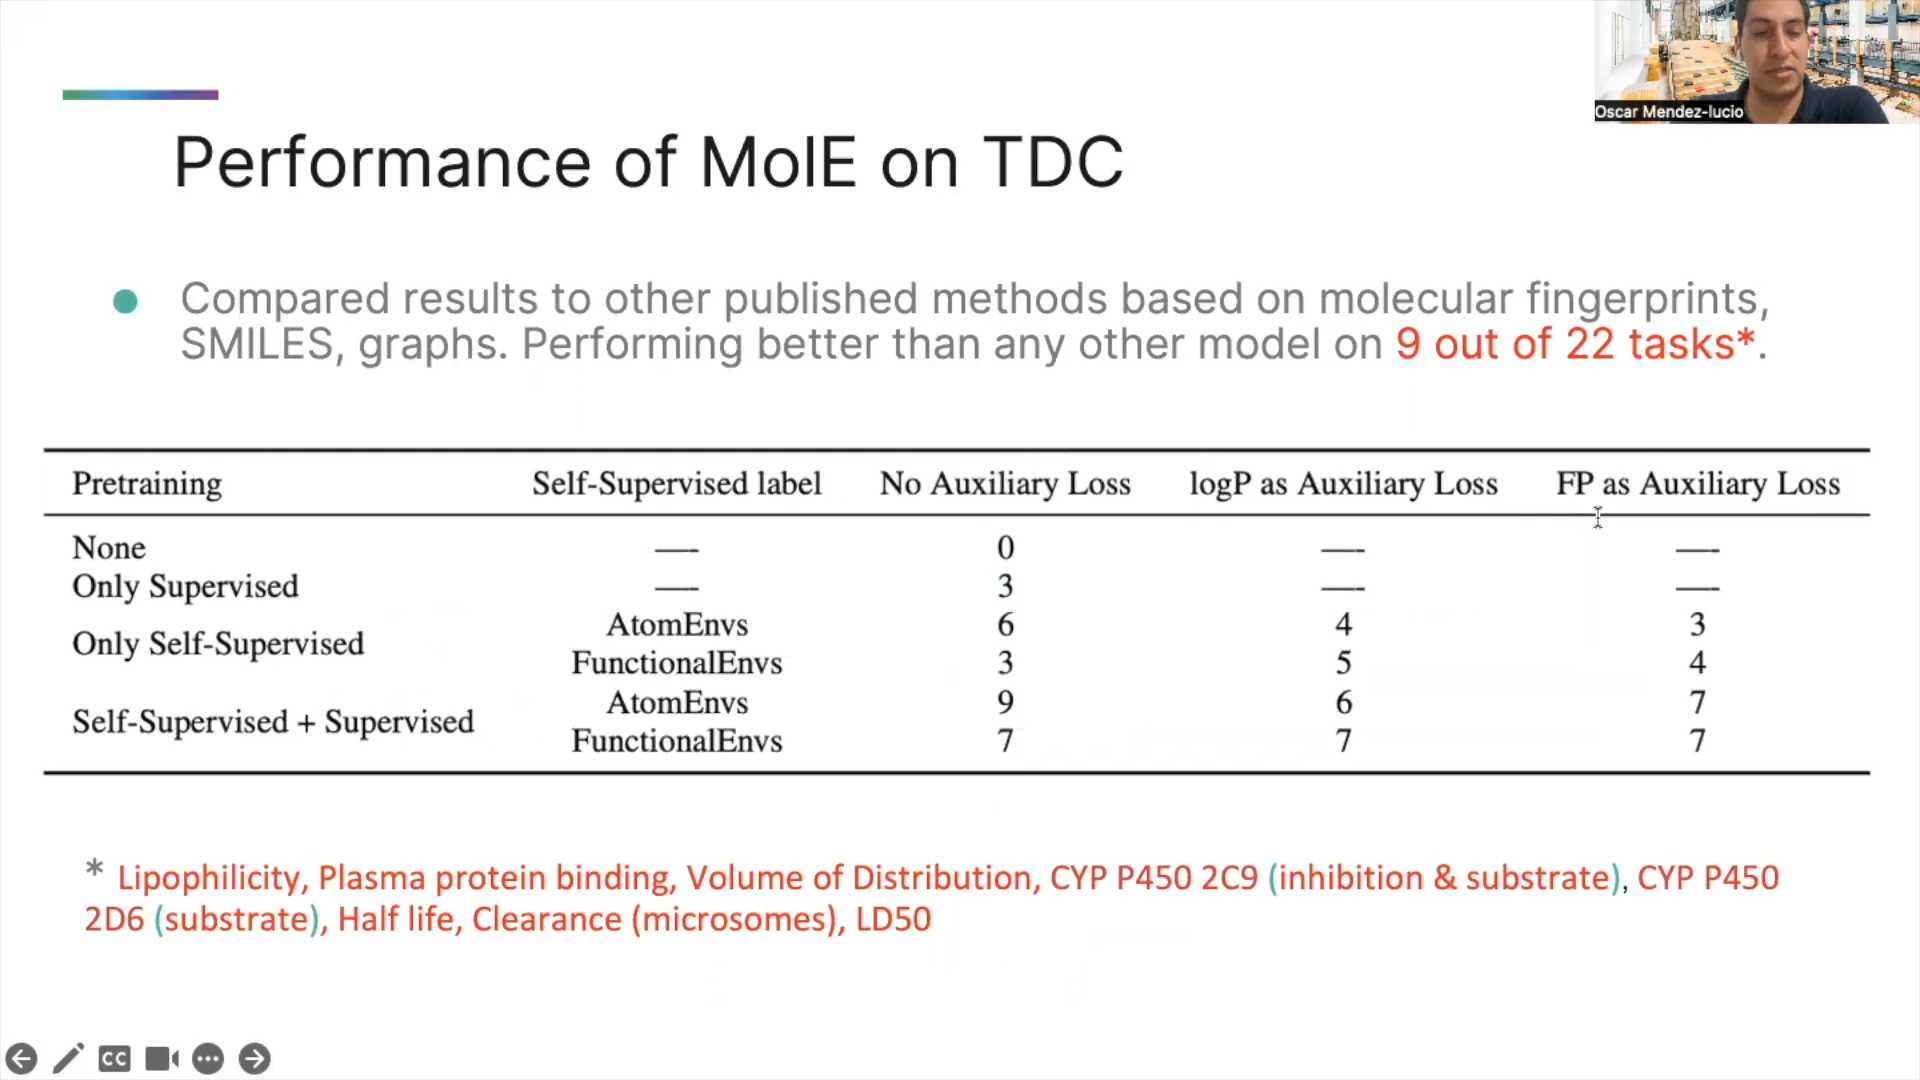 Oscar Mendez-lucio
Performance of MolE on TDC
Compared results to other published methods based on molecular fingerprints,
SMILES, graphs. Performing better than any other model on 9 out of 22 tasks*.
Pretraining Self-Supervised label No Auxiliary Loss logP as Auxiliary Loss FP as Auxiliary Loss
None —- 0 —- —-
Only Supervised —- 3 —- —-
AtomEnvs 6 4 3
Only Self-Supervised
FunctionalEnvs 3 5 4
AtomEnvs 9 6 7
Self-Supervised + Supervised
FunctionalEnvs 7 7 7
* Lipophilicity, Plasma protein binding, Volume of Distribution, CYP P450 2C9 (inhibition & substrate), CYP P450
2D6 (substrate), Half life, Clearance (microsomes), LD50
CC